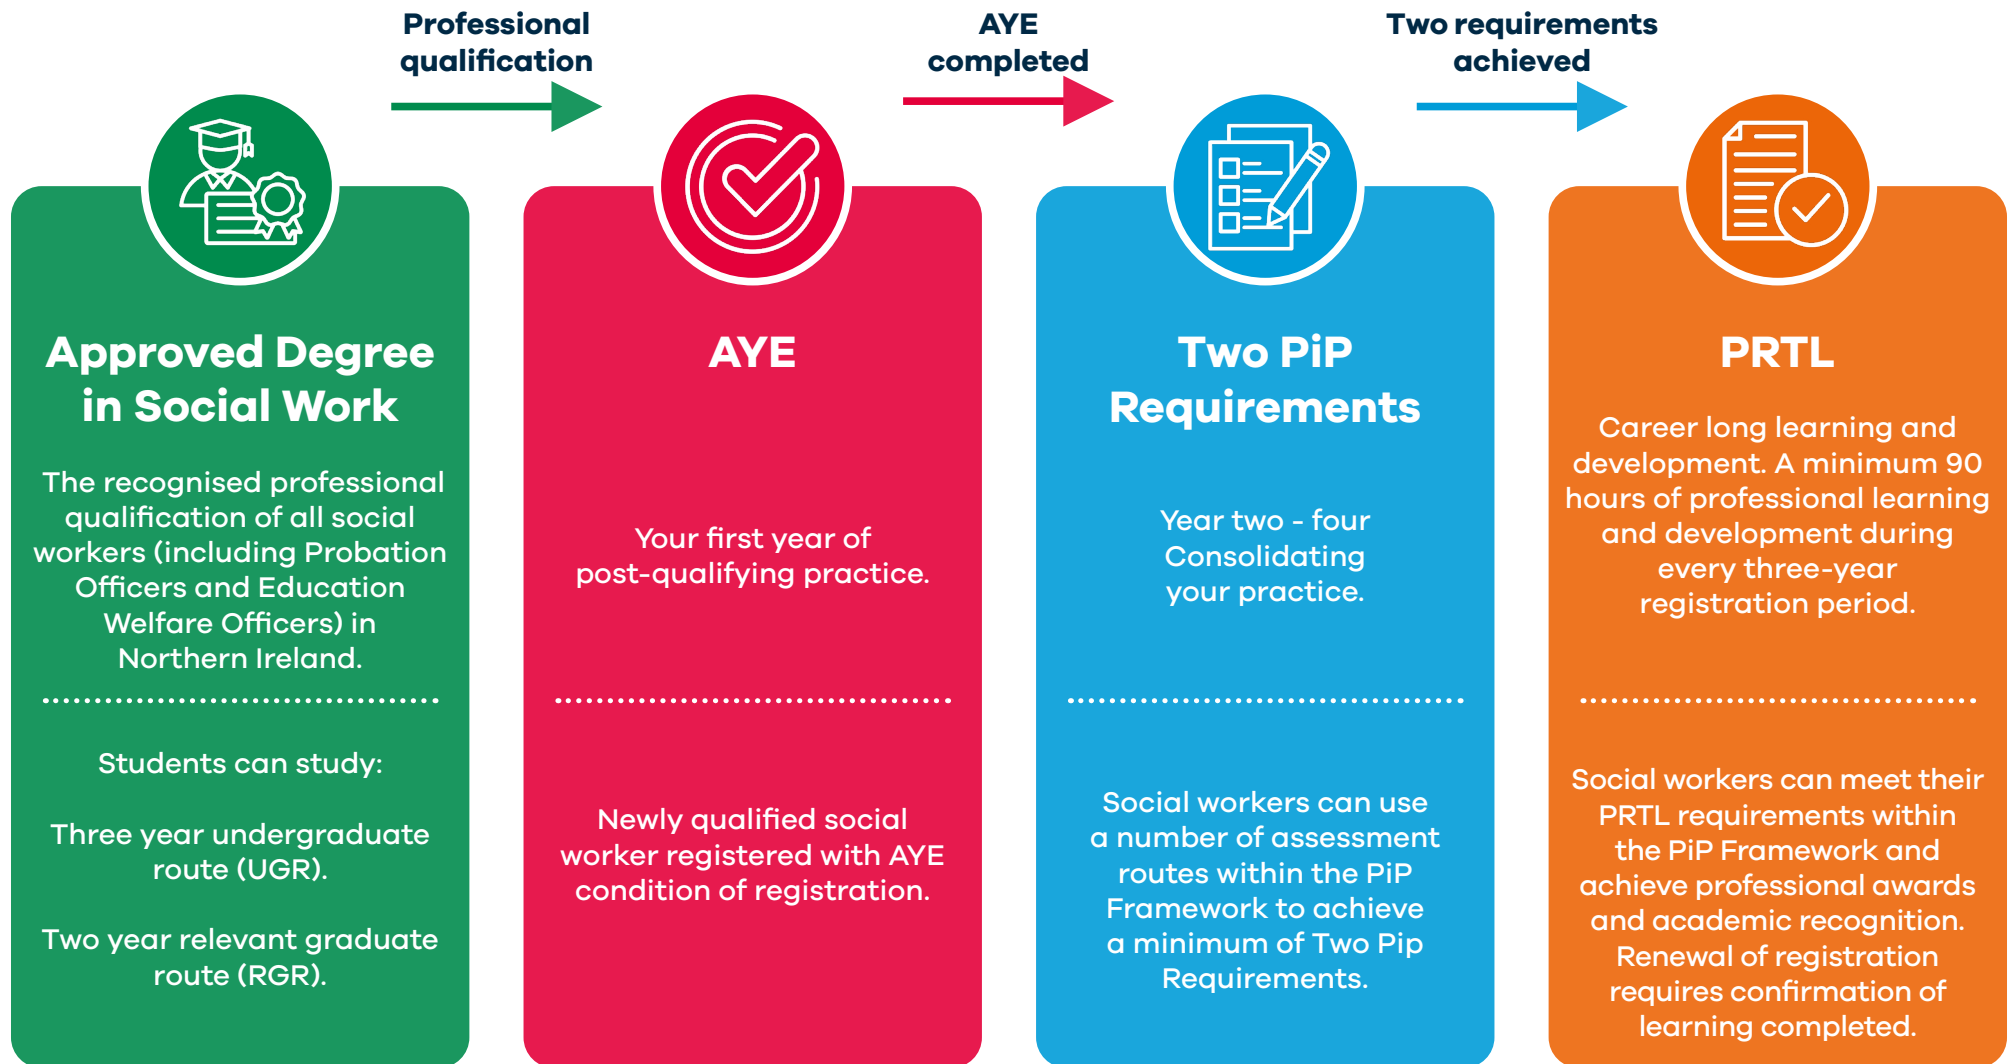 Professional
qualification
AYE
completed
Two requirements
achieved
Approved Degree
in Social Work
The recognised professional
qualification of all social
workers (including Probation
Officers and Education
Welfare Officers) in
Northern Ireland.
Students can study:
Three year undergraduate
route (UGR).
Two year relevant graduate
route (RGR).
AYE
Your first year of
post-qualifying practice.
Newly qualified social
worker registered with AYE
condition of registration.
Two PiP
Requirements
Year two - four
Consolidating
your practice.
Social workers can use
a number of assessment
routes within the PiP
Framework to achieve
a minimum of Two Pip
Requirements.
PRTL
Career long learning and
development. A minimum 90
hours of professional learning
and development during
every three-year
registration period.
Social workers can meet their
PRTL requirements within
the PiP Framework and
achieve professional awards
and academic recognition.
Renewal of registration
requires confirmation of
learning completed.